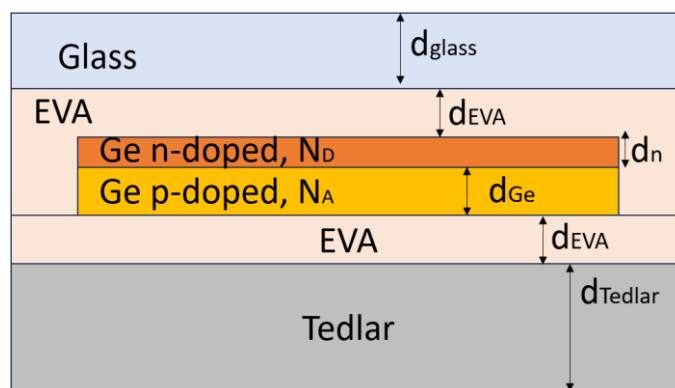 dglass
Glass
EVA
dEVA
Ge n-doped, ND
dn
Ge p-doped, NA
dGe
EVA
dEVA
dTedlar
Tedlar